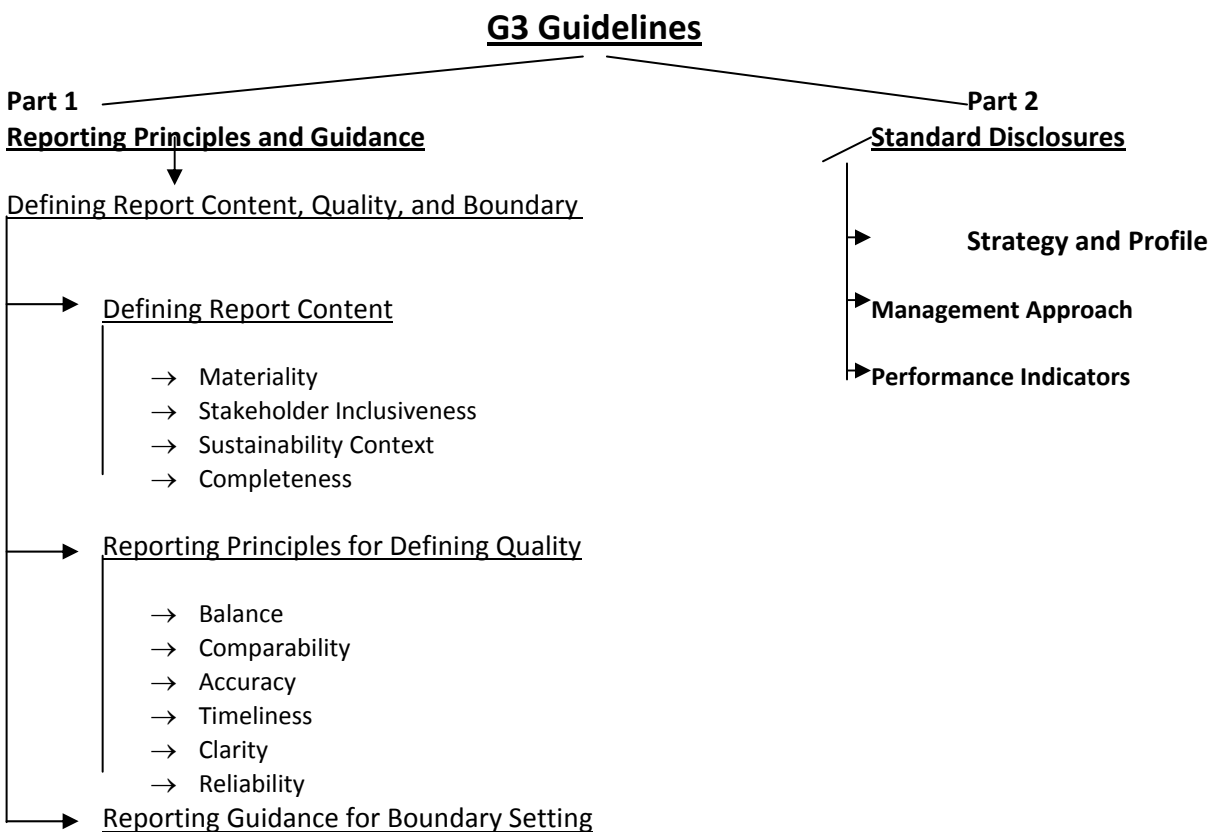 G3 Guidelines
Part 1
Reporting Principles and Guidance
Defining Report Content, Quality, and Boundary
Defining Report Content
→ Materiality
→ Stakeholder Inclusiveness
→ Sustainability Context
→ Completeness
Reporting Principles for Defining Quality
→ Balance
→ Comparability
→ Accuracy
→ Timeliness
→ Clarity
→ Reliability
Reporting Guidance for Boundary Setting
Part 2
Standard Disclosures
Strategy and Profile
Management Approach
Performance Indicators